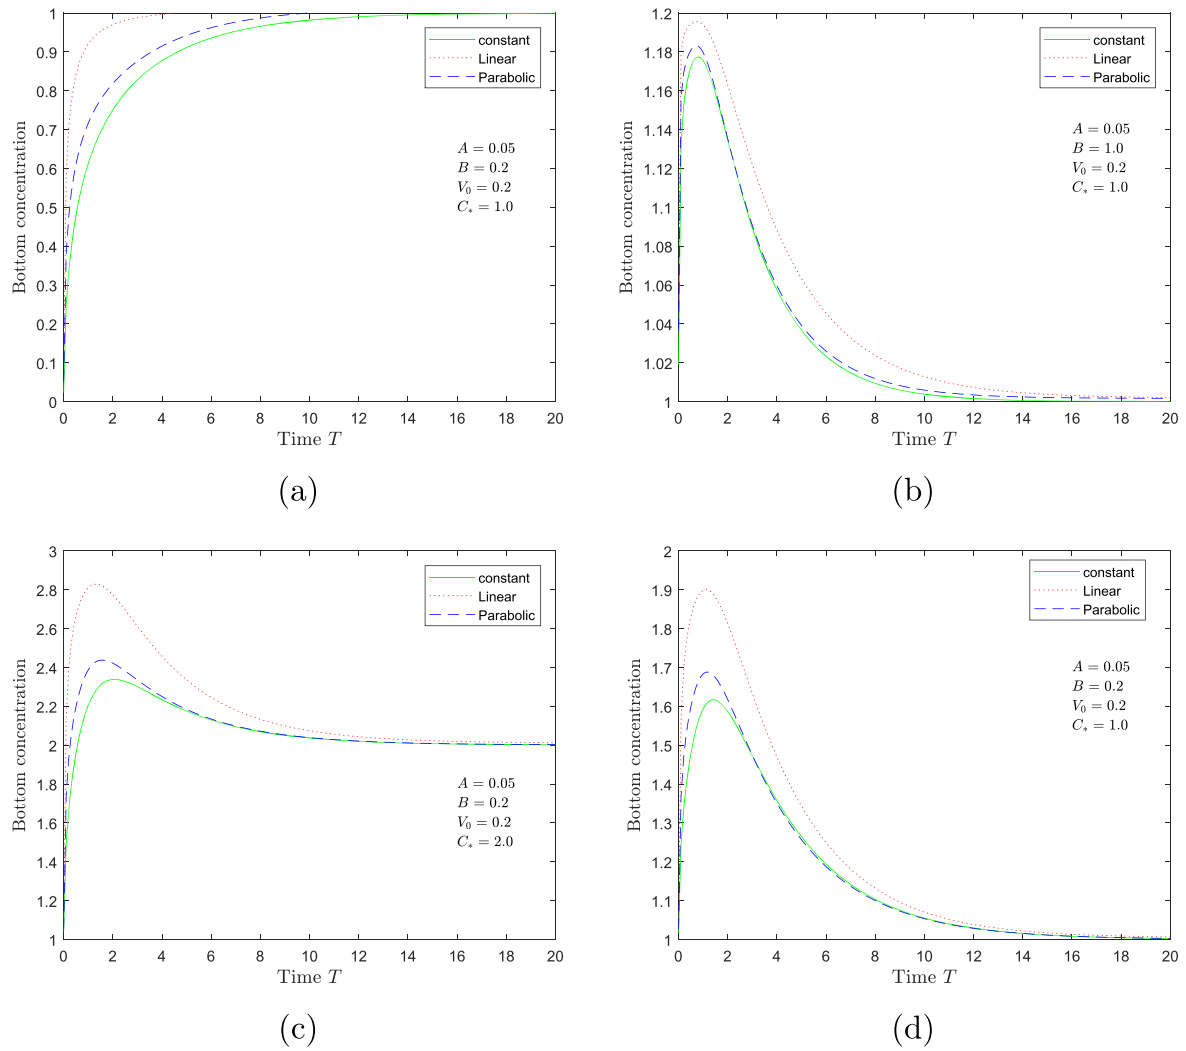 1
0.9
0.8
0.7
0.6
0.5
0.4
0.3
0.2
0.1
0
0 2 4 6 8 10 12 14 16 18 20
Bottom concentration
Time T
constant
Linear
Parabolic
A = 0.05
B = 0.2
V₀ = 0.2
C* = 1.0
(a)
1.2
1.18
1.16
1.14
1.12
1.1
1.08
1.06
1.04
1.02
1
0 2 4 6 8 10 12 14 16 18 20
Bottom concentration
Time T
constant
Linear
Parabolic
A = 0.05
B = 1.0
V₀ = 0.2
C* = 1.0
(b)
3
2.8
2.6
2.4
2.2
2
1.8
1.6
1.4
1.2
1
0 2 4 6 8 10 12 14 16 18 20
Bottom concentration
Time T
constant
Linear
Parabolic
A = 0.05
B = 0.2
V₀ = 0.2
C* = 2.0
(c)
2
1.9
1.8
1.7
1.6
1.5
1.4
1.3
1.2
1.1
1
0 2 4 6 8 10 12 14 16 18 20
Bottom concentration
Time T
constant
Linear
Parabolic
A = 0.05
B = 0.2
V₀ = 0.2
C* = 1.0
(d)